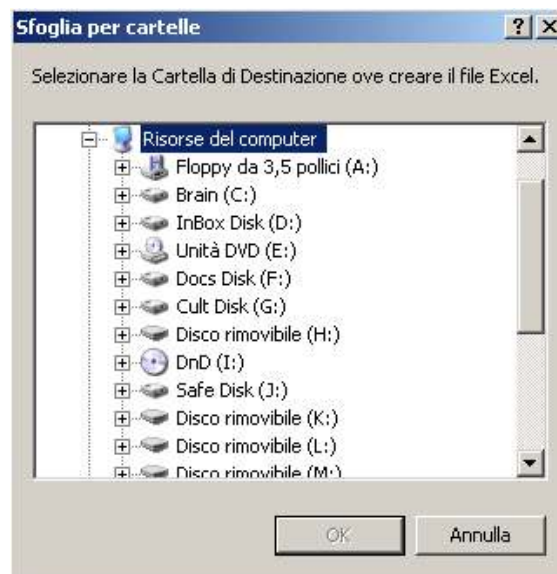 Sfoglia per cartelle
Selezionare la Cartella di Destinazione ove creare il file Excel.
Risorse del computer
Floppy da 3,5 pollici (A:)
Brain (C:)
InBox Disk (D:)
Unità DVD (E:)
Docs Disk (F:)
Cult Disk (G:)
Disco rimovibile (H:)
DnD (I:)
Safe Disk (J:)
Disco rimovibile (K:)
Disco rimovibile (L:)
Disco rimovibile (M:)
OK
Annulla